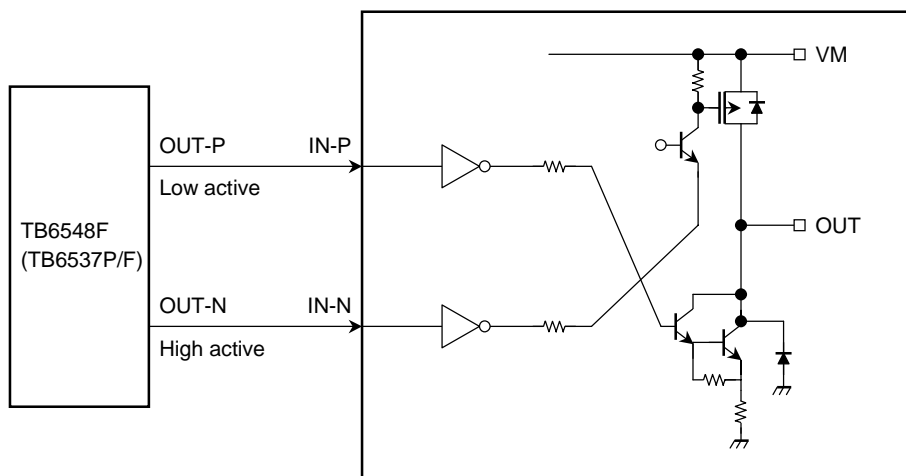 VM
OUT-P
IN-P
Low active
TB6548F
(TB6537P/F)
OUT
OUT-N
IN-N
High active